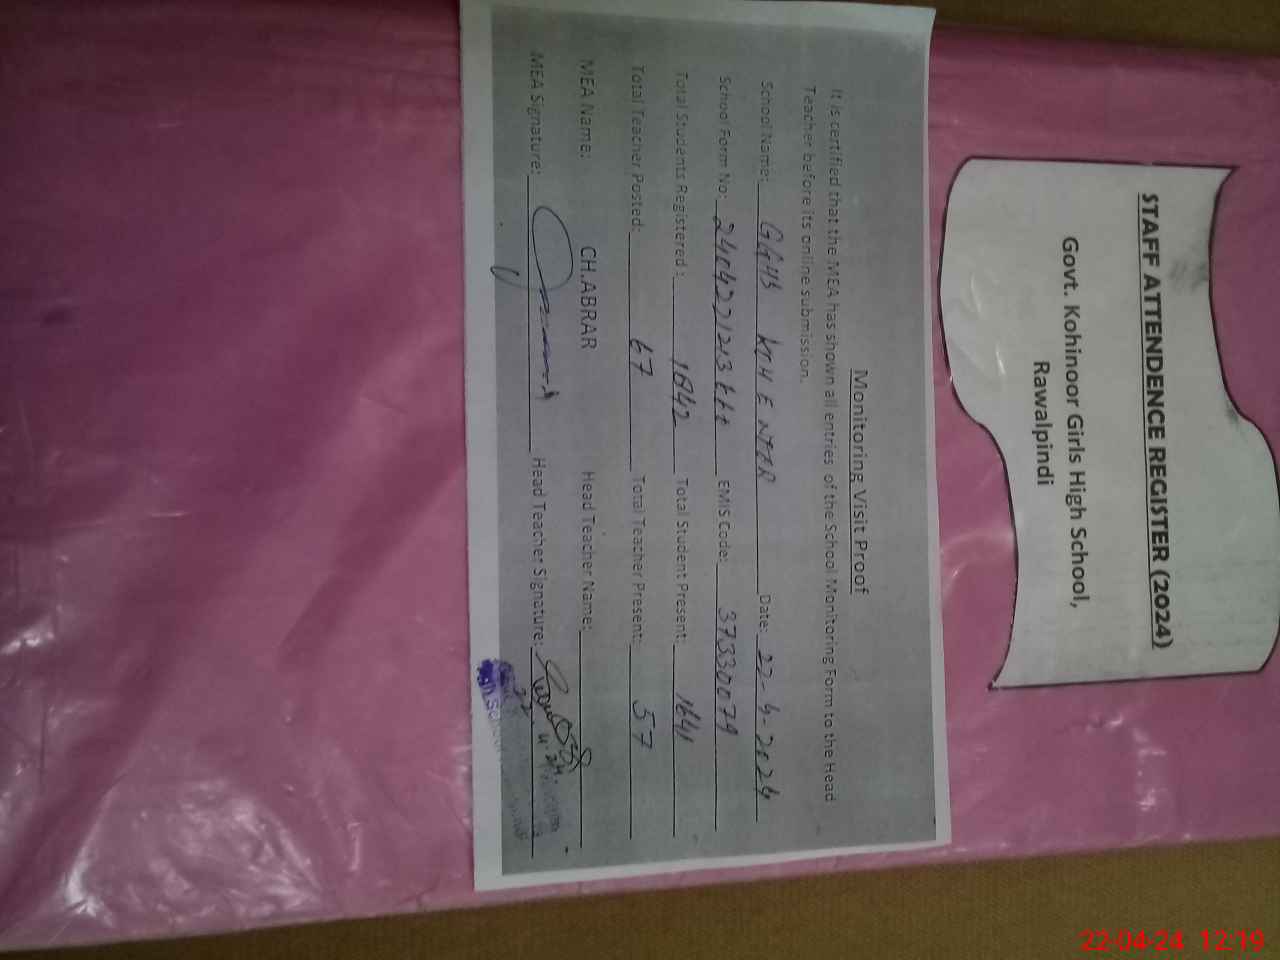 STAFF ATTENDENCE REGISTER (2024)
Govt. Kohinoor Girls High School,
Rawalpindi
Monitoring Visit Proof
It is certified that the MEA has shown all entries of the School Monitoring Form to the Head
Teacher before its online submission.
School Name: GGHS Date: 22-4-2024
School Form No: EMIS Code: 37330079
Total Students Registered : 1842 Total Student Present: 1641
Total Teacher Posted: 67 Total Teacher Present: 57
MEA Name: CH.ABRAR Head Teacher Name:
MEA Signature: Head Teacher Signature:
22-04-24 12:19